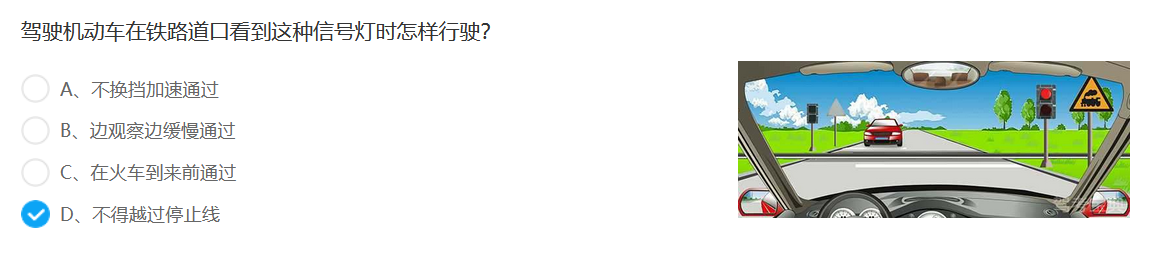 驾驶机动车在铁路道口看到这种信号灯时怎样行驶?
A、不换挡加速通过
B、边观察边缓慢通过
C、在火车到来前通过
D、不得越过停止线